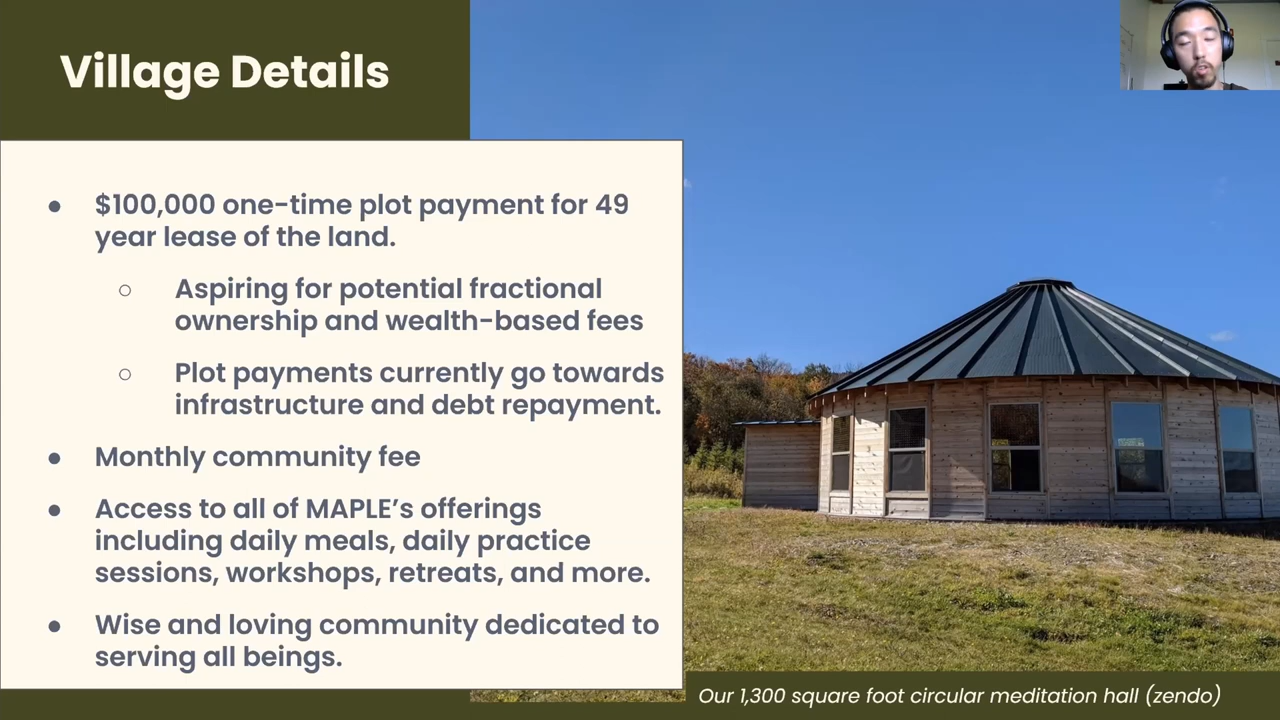 Village Details
● $100,000 one-time plot payment for 49
year lease of the land.
○ Aspiring for potential fractional
ownership and wealth-based fees
○ Plot payments currently go towards
infrastructure and debt repayment.
● Monthly community fee
● Access to all of MAPLE’s offerings
including daily meals, daily practice
sessions, workshops, retreats, and more.
● Wise and loving community dedicated to
serving all beings.
Our 1,300 square foot circular meditation hall (zendo)